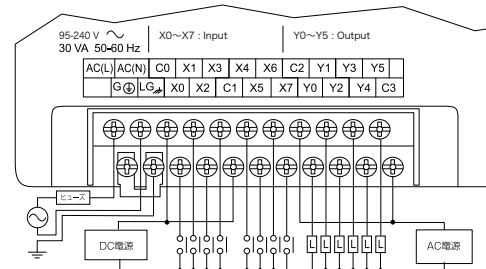 95-240 V 30 VA 50-60 Hz
X0～X7 : Input
Y0～Y5 : Output
AC(L) AC(N) C0 X1 X3 X4 X6 C2 Y1 Y3 Y5
G LG X0 X2 C1 X5 X7 Y0 Y2 Y4 C3
ヒューズ
DC電源
L L L L L L
AC電源